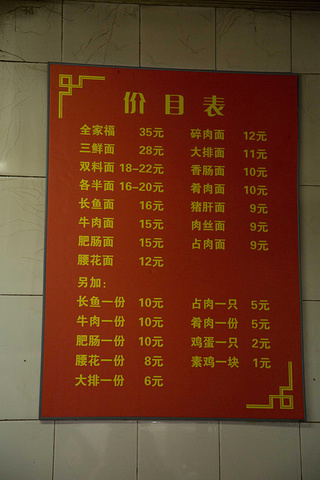 价目表
全家福 35元
三鲜面 28元
双料面 18-22元
各半面 16-20元
长鱼面 16元
牛肉面 15元
肥肠面 15元
腰花面 12元
碎肉面 12元
大排面 11元
香肠面 10元
肴肉面 10元
猪肝面 9元
肉丝面 9元
占肉面 9元
另加:
长鱼一份 10元
牛肉一份 10元
肥肠一份 10元
腰花一份 8元
大排一份 6元
占肉一只 5元
肴肉一份 5元
鸡蛋一只 2元
素鸡一块 1元